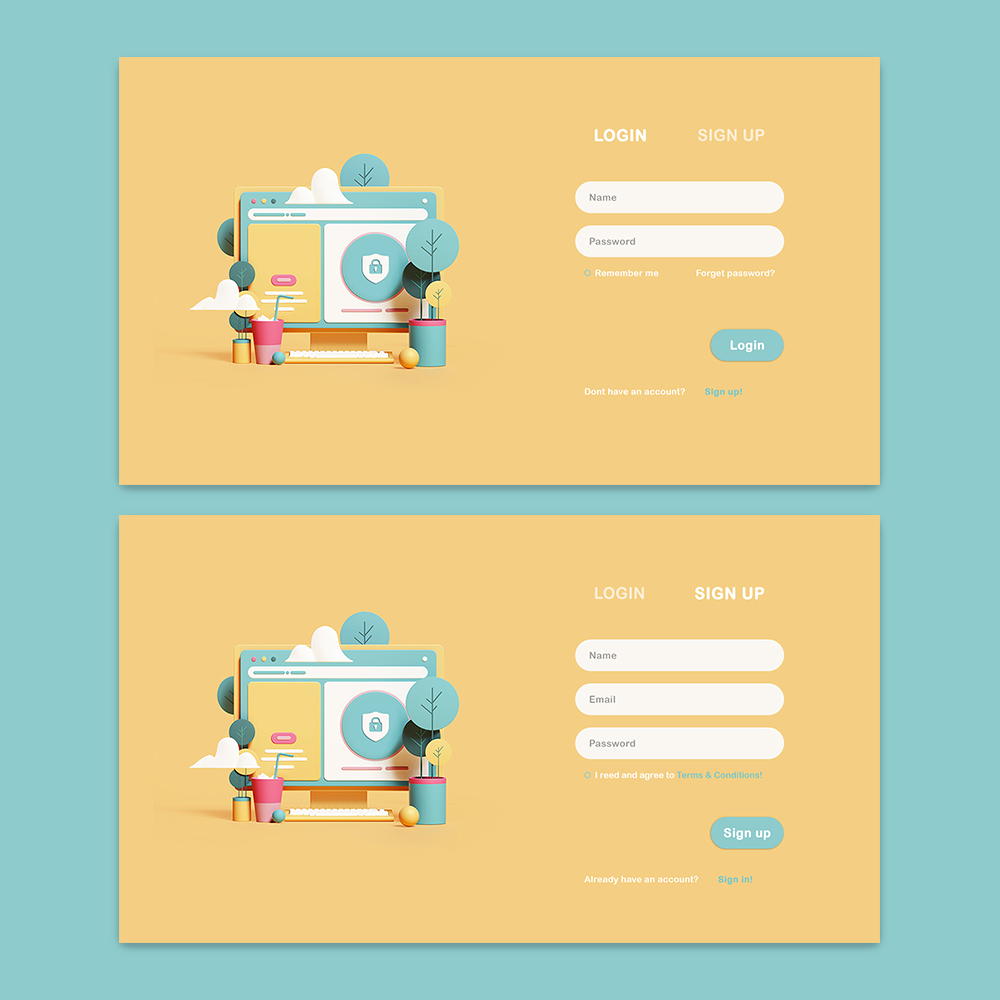 LOGIN SIGN UP
Name
Password
Remember me Forget password?
Login
Dont have an account? Sign up!
LOGIN SIGN UP
Name
Email
Password
I reed and agree to Terms & Conditions!
Sign up
Already have an account? Sign in!